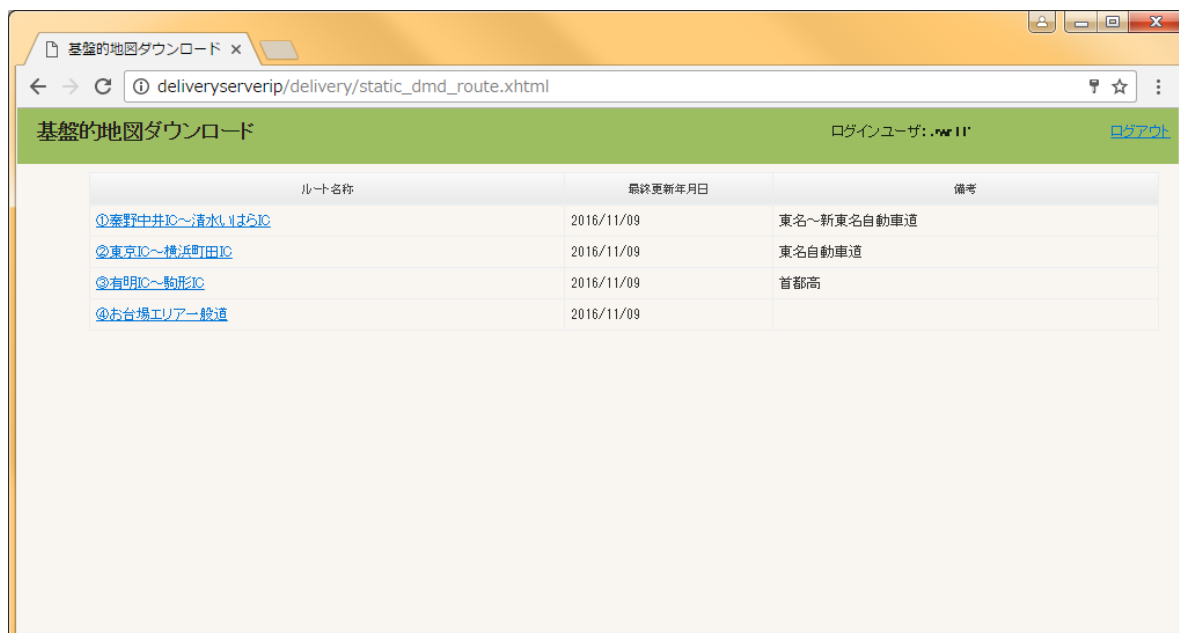 基盤的地図ダウンロード
deliveryserverip/delivery/static_dmd_route.xhtml
基盤的地図ダウンロード ログインユーザ: ログアウト
ルート名称 最終更新年月日 備考
①秦野中井IC～清水いはらIC 2016/11/09 東名～新東名自動車道
②東京IC～横浜町田IC 2016/11/09 東名自動車道
③有明IC～駒形IC 2016/11/09 首都高
④お台場エリア一般道 2016/11/09